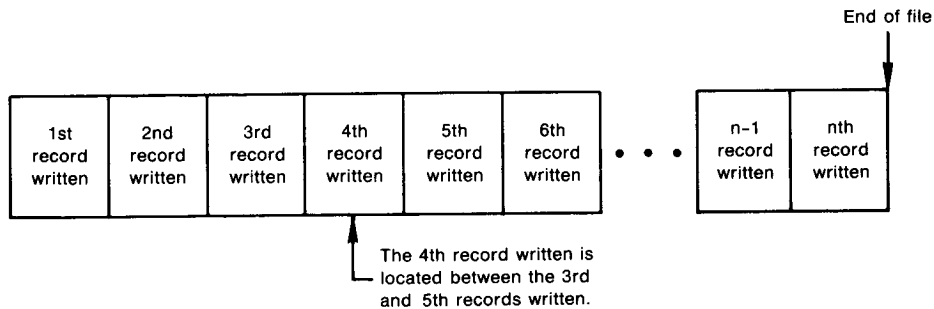 End of file
1st
record
written
2nd
record
written
3rd
record
written
4th
record
written
5th
record
written
6th
record
written
n-1
record
written
nth
record
written
The 4th record written is
located between the 3rd
and 5th records written.